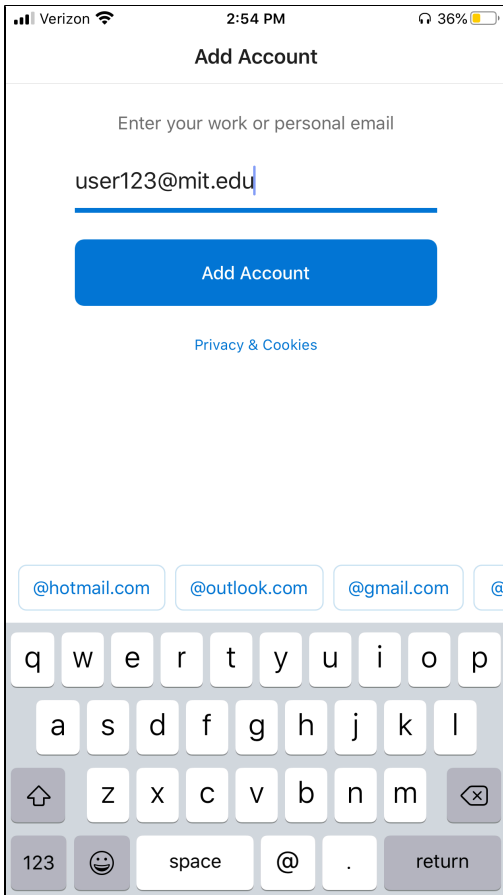 Verizon 2:54 PM 36%
Add Account
Enter your work or personal email
user123@mit.edu
Add Account
Privacy & Cookies
@hotmail.com @outlook.com @gmail.com @
q w e r t y u i o p
a s d f g h j k l
z x c v b n m
123 space @ . return